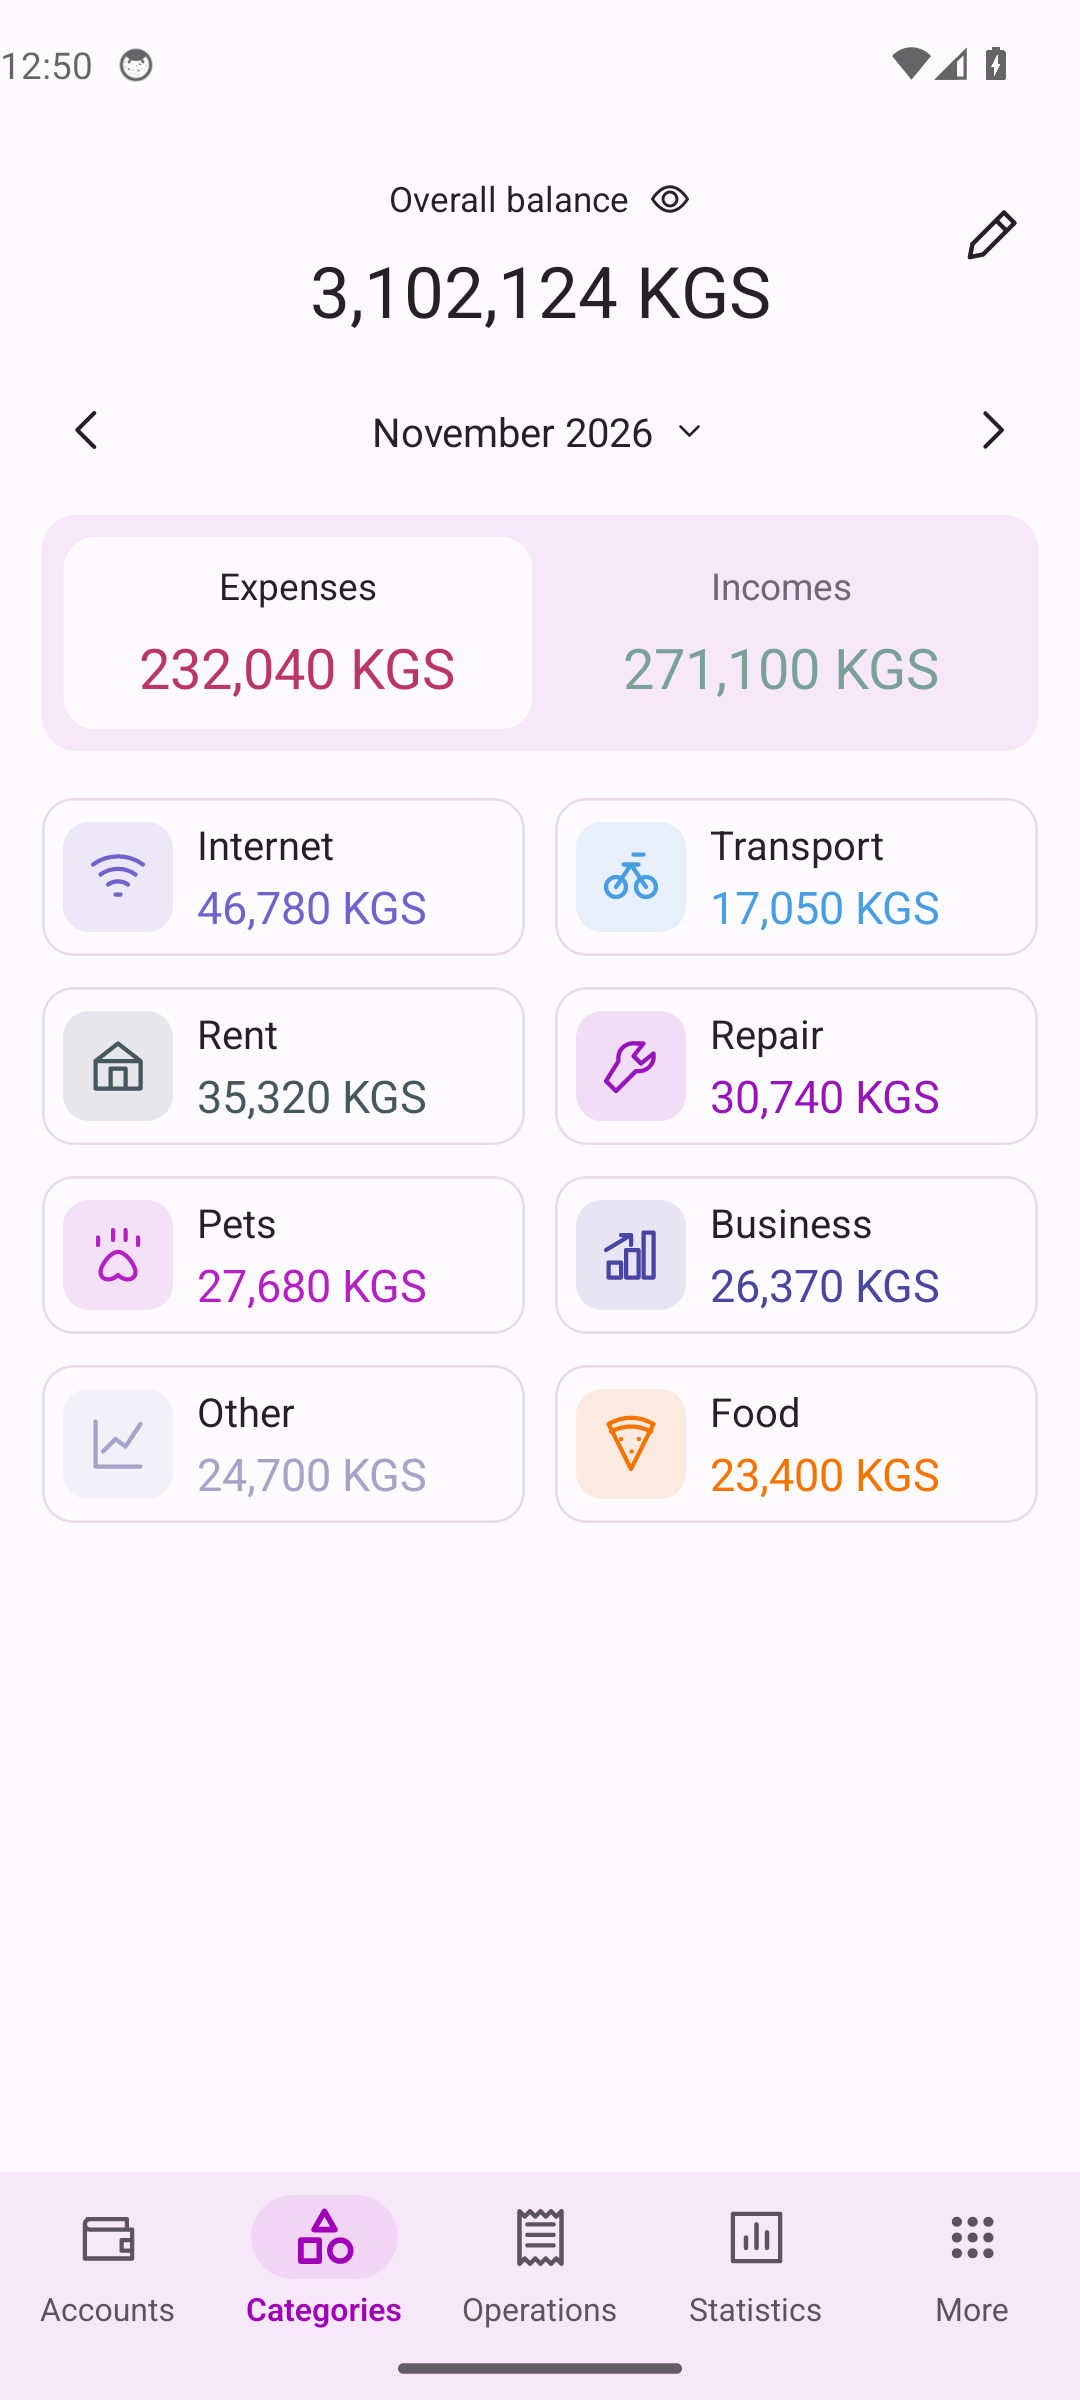 12:50
Overall balance
3,102,124 KGS
November 2026
Expenses
232,040 KGS
Incomes
271,100 KGS
Internet
46,780 KGS
Transport
17,050 KGS
Rent
35,320 KGS
Repair
30,740 KGS
Pets
27,680 KGS
Business
26,370 KGS
Other
24,700 KGS
Food
23,400 KGS
Accounts
Categories
Operations
Statistics
More